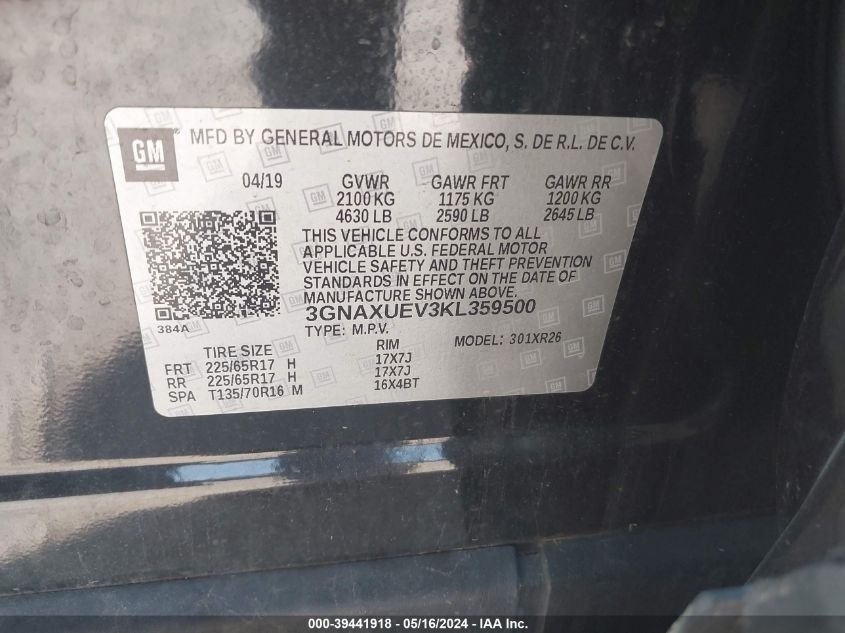 GM
MFD BY GENERAL MOTORS DE MEXICO, S. DE R.L. DE C.V.
04/19 GVWR GAWR FRT GAWR RR
2100 KG 1175 KG 1200 KG
4630 LB 2590 LB 2645 LB
THIS VEHICLE CONFORMS TO ALL
APPLICABLE U.S. FEDERAL MOTOR
VEHICLE SAFETY AND THEFT PREVENTION
STANDARDS IN EFFECT ON THE DATE OF
MANUFACTURE SHOWN ABOVE.
3GNAXUEV3KL359500
384A
TYPE: M.P.V. MODEL: 301XR26
TIRE SIZE RIM
FRT 225/65R17 H 17X7J
RR 225/65R17 H 17X7J
SPA T135/70R16 M 16X4BT
000-39441918 - 05/16/2024 - IAA Inc.